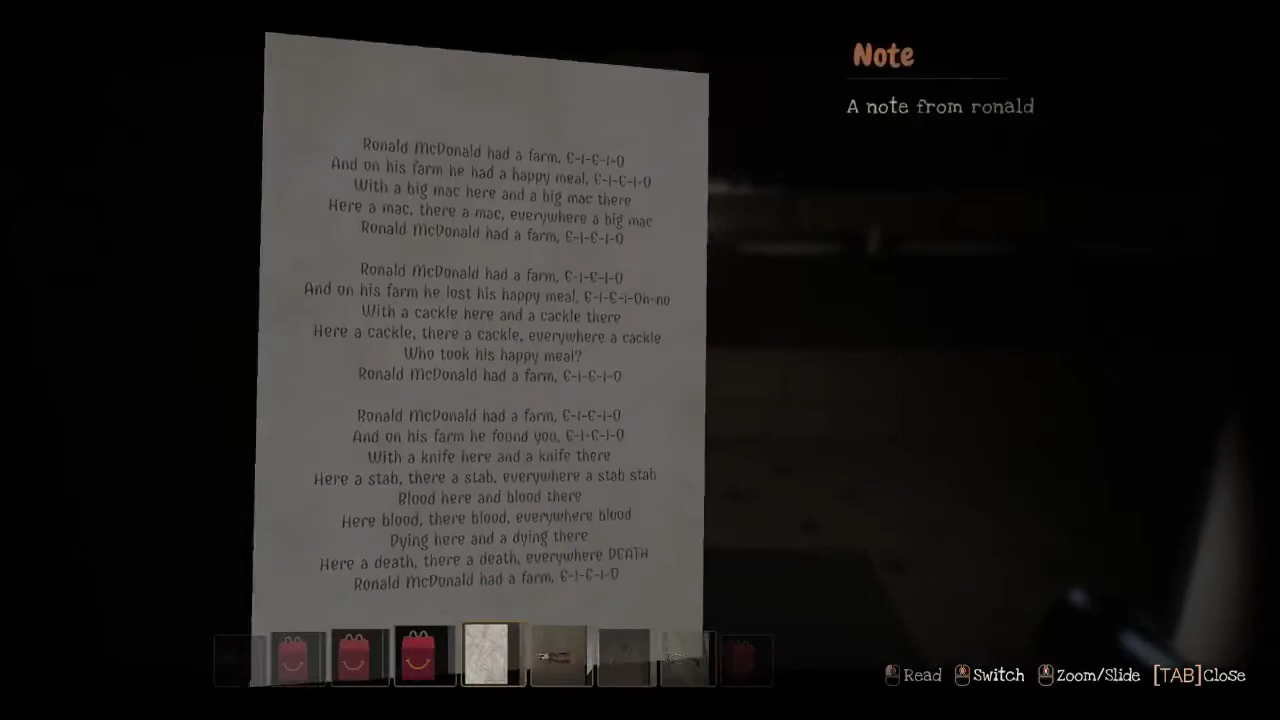 Note
A note from ronald
Ronald McDonald had a farm, E-I-E-I-O
And on his farm he had a happy meal, E-I-E-I-O
With a big mac here and a big mac there
Here a mac, there a mac, everywhere a big mac
Ronald McDonald had a farm, E-I-E-I-O
Ronald McDonald had a farm, E-I-E-I-O
And on his farm he lost his happy meal, E-I-E-i-Oh-no
With a cackle here and a cackle there
Here a cackle, there a cackle, everywhere a cackle
Who took his happy meal?
Ronald McDonald had a farm, E-I-E-I-O
Ronald McDonald had a farm, E-I-E-I-O
And on his farm he found you, E-I-E-I-O
With a knife here and a knife there
Here a stab, there a stab, everywhere a stab stab
Blood here and blood there
Here blood, there blood, everywhere blood
Dying here and a dying there
Here a death, there a death, everywhere DEATH
Ronald McDonald had a farm, E-I-E-I-O
Read Switch Zoom/Slide [TAB]Close